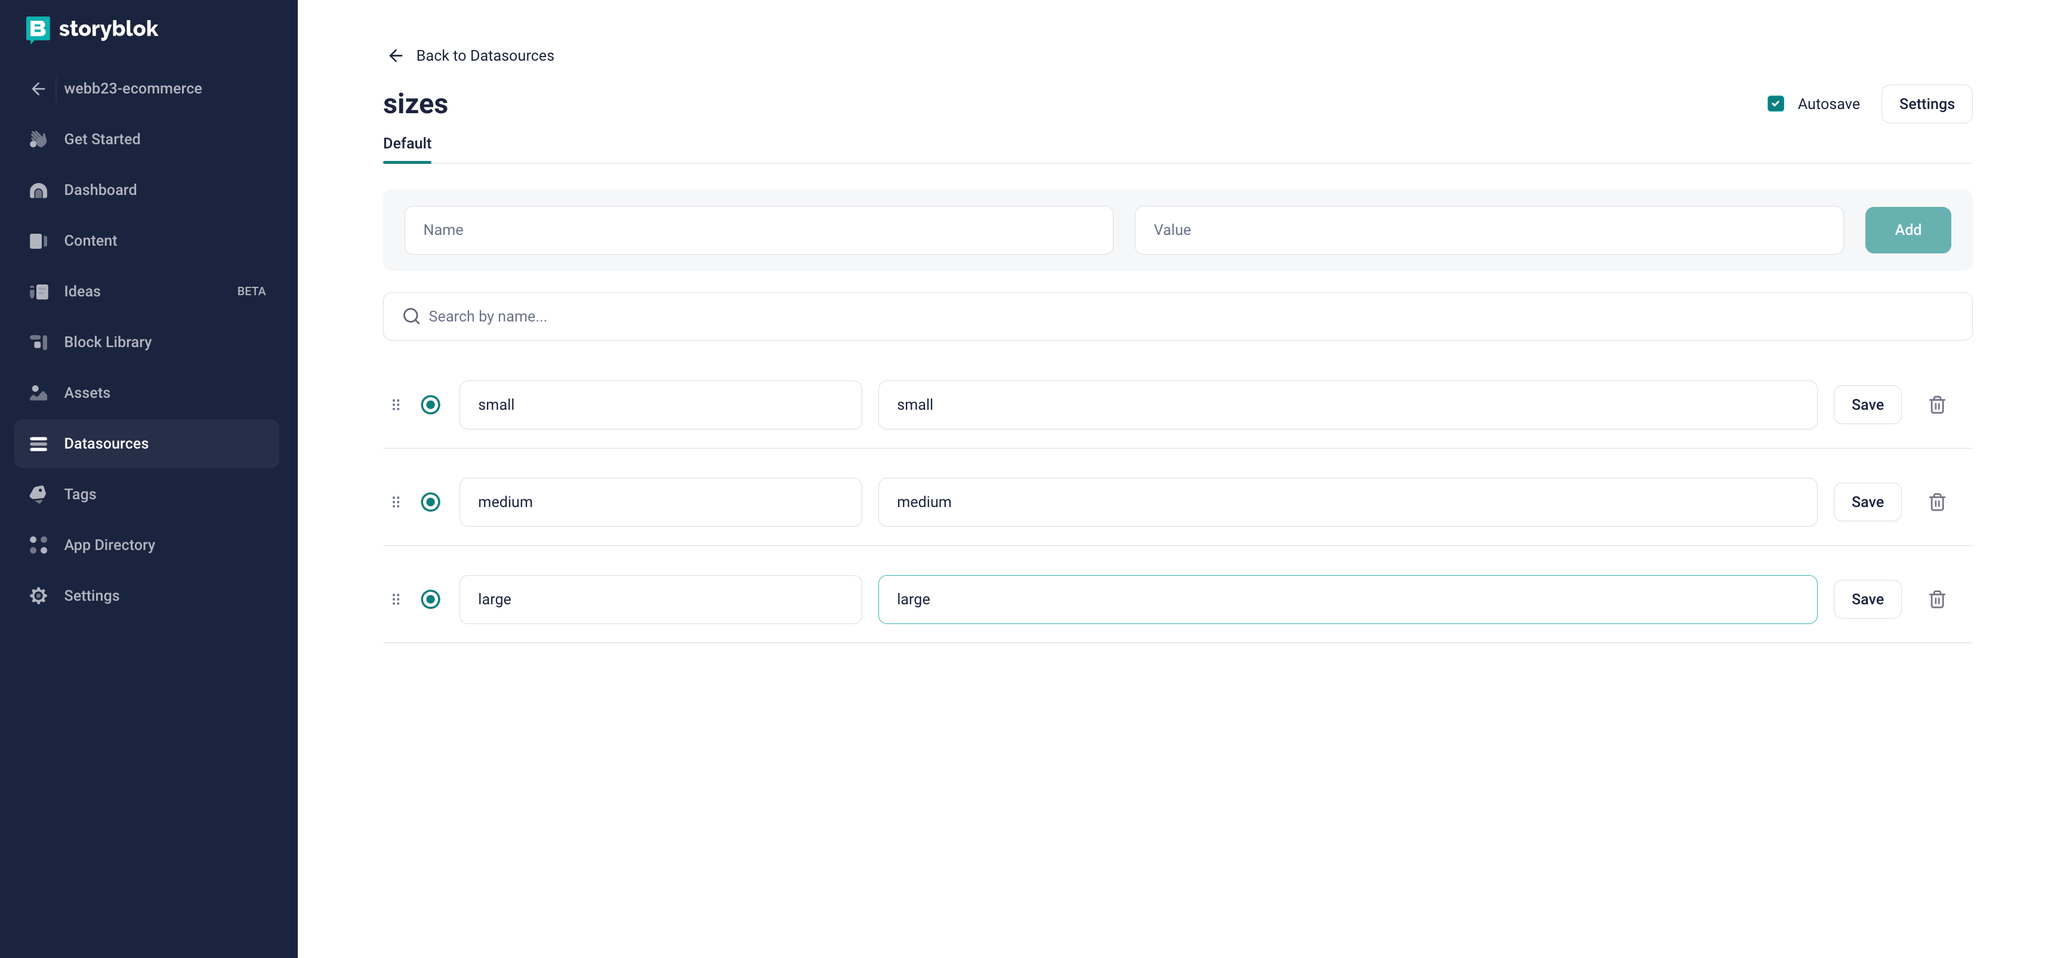 storyblok
webb23-ecommerce
Get Started
Dashboard
Content
Ideas BETA
Block Library
Assets
Datasources
Tags
App Directory
Settings
Back to Datasources
sizes
Autosave
Settings
Default
Name Value Add
Search by name...
small small Save
medium medium Save
large large Save